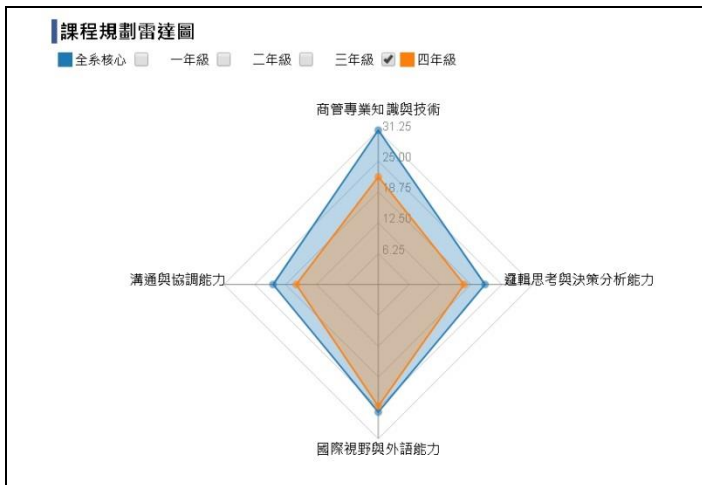 課程規劃雷達圖
全系核心 一年級 二年級 三年級 四年級
商管專業知識與技術
31.25
25.00
18.75
12.50
6.25
溝通與協調能力
邏輯思考與決策分析能力
國際視野與外語能力